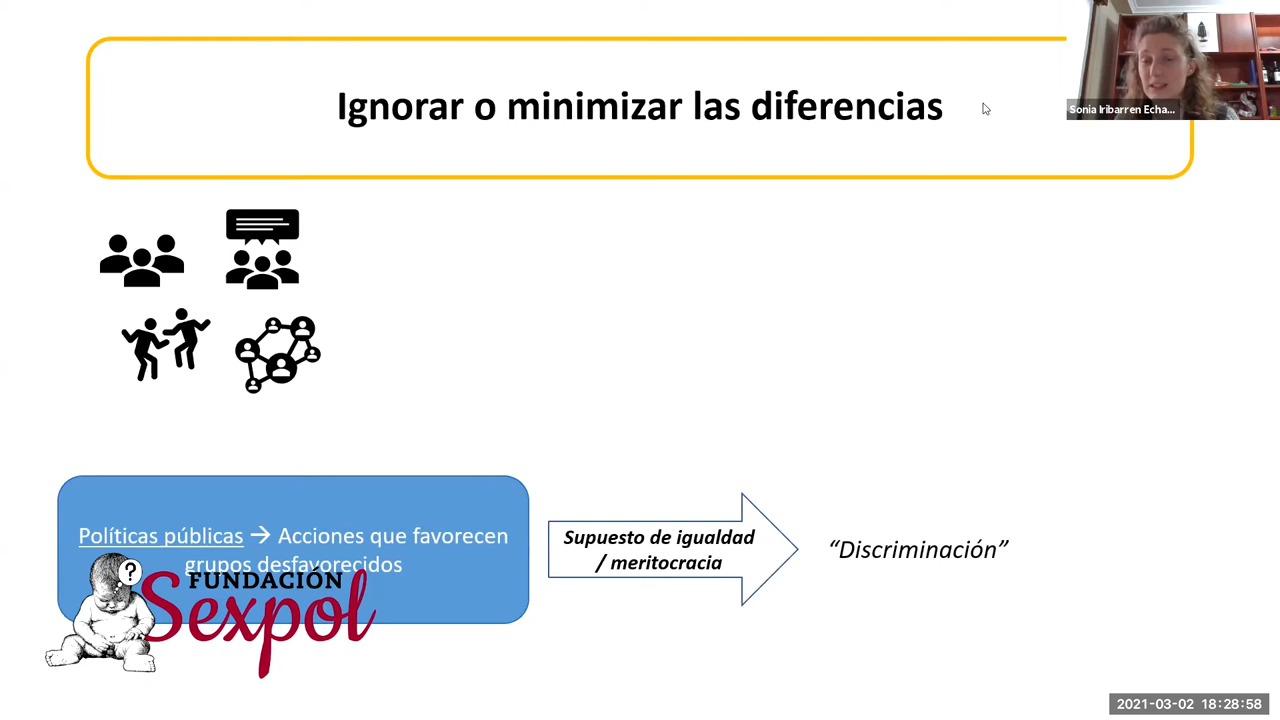 Ignorar o minimizar las diferencias
Sonia Iribarren Echa...
Políticas públicas → Acciones que favorecen
grupos desfavorecidos
Supuesto de igualdad
/ meritocracia
“Discriminación”
?
FUNDACIÓN
Sexpol
2021-03-02 18:28:58